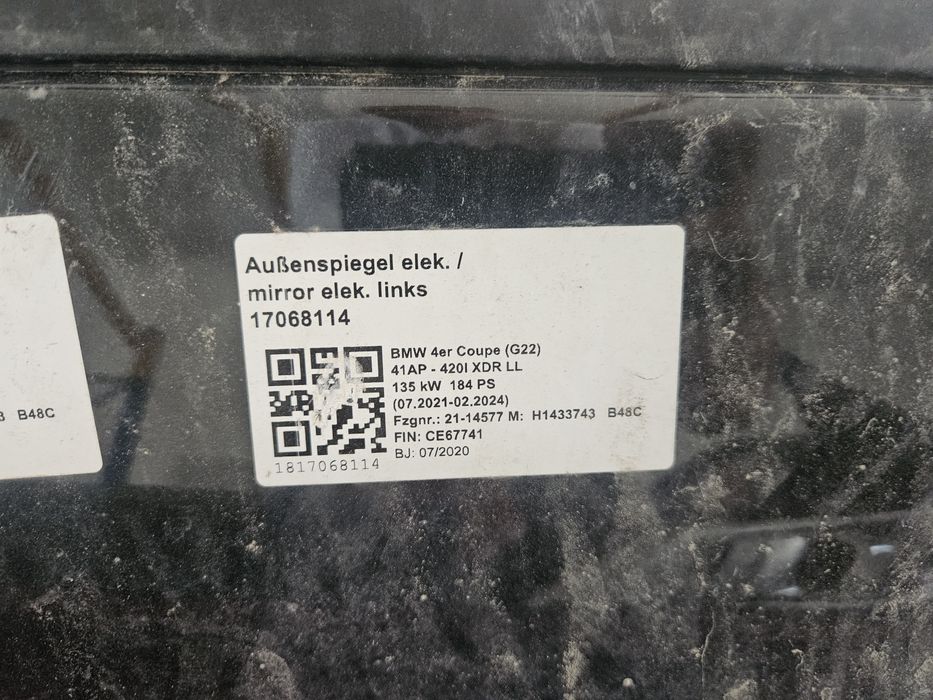 Außenspiegel elek. /
mirror elek. links
17068114
BMW 4er Coupe (G22)
41AP - 420I XDR LL
135 kW 184 PS
(07.2021-02.2024)
Fzgnr.: 21-14577 M: H1433743 B48C
FIN: CE67741
BJ: 07/2020
1817068114
B48C